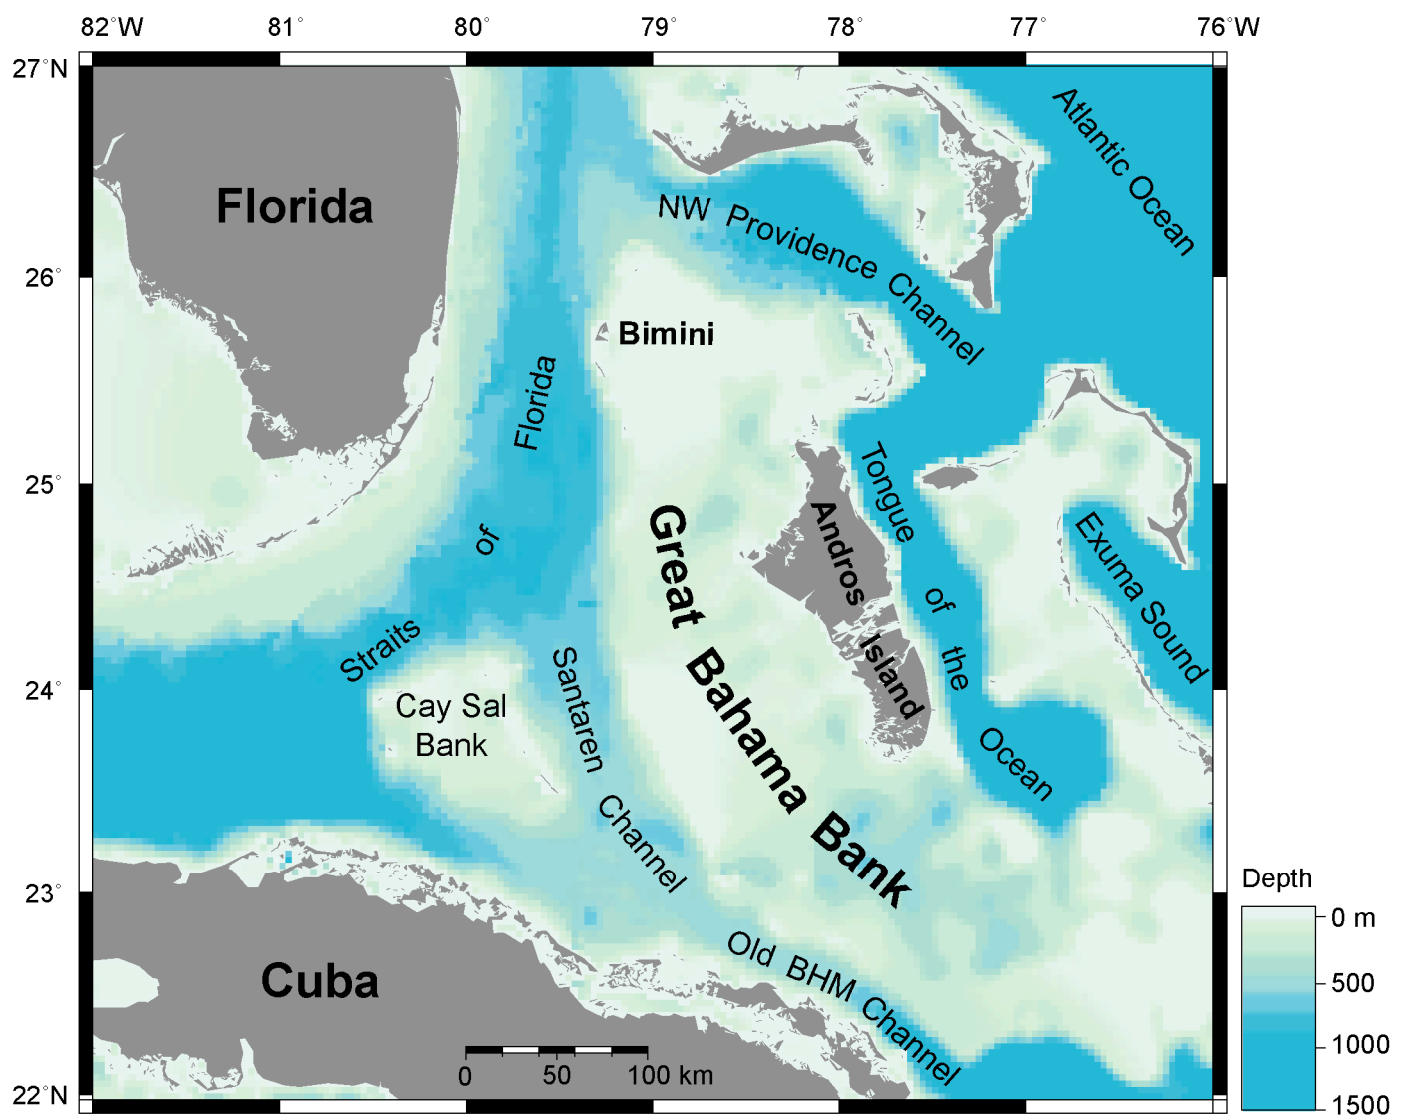 82°W 81° 80° 79° 78° 77° 76°W
27°N
26°
25°
24°
23°
22°N
Atlantic Ocean
Florida
NW Providence Channel
Bimini
Straits of Florida
Tongue of the Ocean
Great Bahama Bank
Andros Island
Exuma Sound
Cay Sal
Bank
Santaren Channel
Old BHM Channel
Cuba
0 50 100 km
Depth
0 m
500
1000
1500